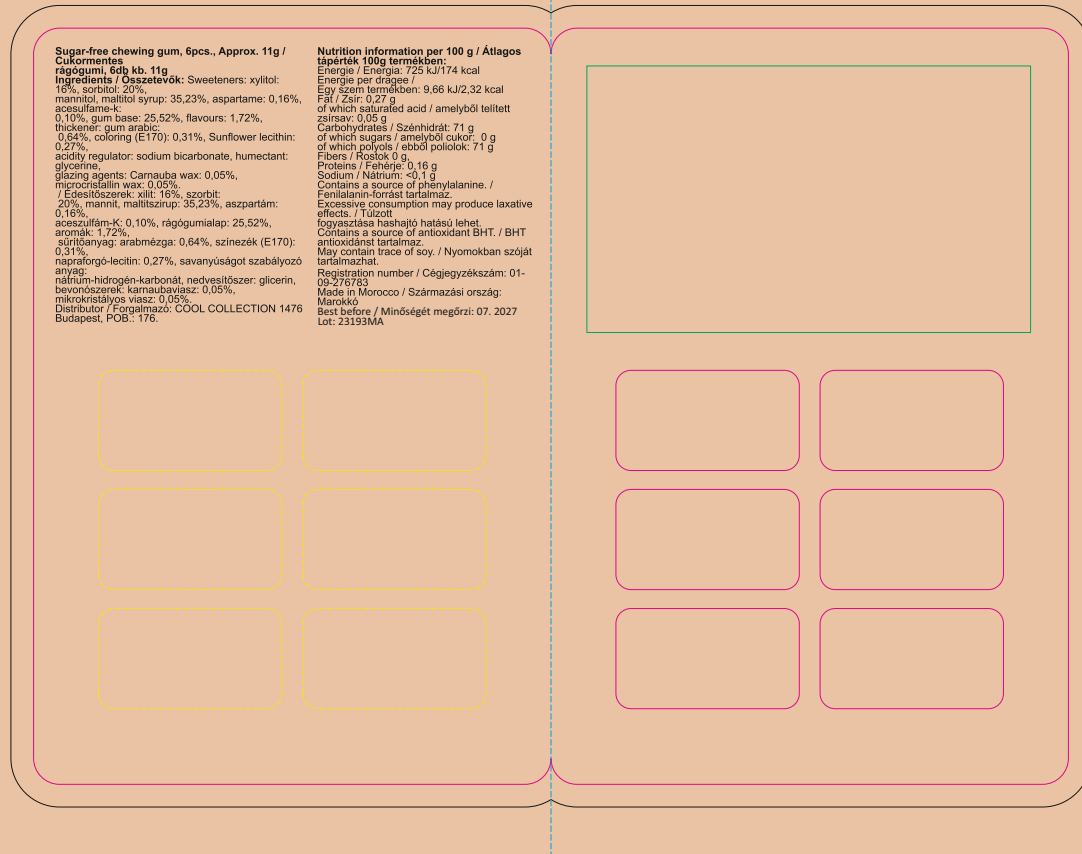 Sugar-free chewing gum, 6pcs., Approx. 11g /
Cukormentes
rágógumi, 6db kb. 11g
Ingredients / Összetevők: Sweeteners: xylitol:
16%, sorbitol: 20%,
mannitol, maltitol syrup: 35,23%, aspartame: 0,16%,
acesulfame-k:
0,10%, gum base: 25,52%, flavours: 1,72%,
thickener: gum arabic:
0,64%, coloring (E170): 0,31%, Sunflower lecithin:
0,27%,
acidity regulator: sodium bicarbonate, humectant:
glycerine,
glazing agents: Carnauba wax: 0,05%,
microcristallin wax: 0,05%.
/ Édesítőszerek: xilit: 16%, szorbit:
20%, mannit, maltitszirup: 35,23%, aszpartám:
0,16%,
aceszulfám-K: 0,10%, rágógumialap: 25,52%,
aromák: 1,72%,
sűrítőanyag: arabmézga: 0,64%, színezék (E170):
0,31%,
napraforgó-lecitin: 0,27%, savanyúságot szabályozó
anyag:
nátrium-hidrogén-karbonát, nedvesítőszer: glicerin,
bevonószerek: karnaubaviasz: 0,05%,
mikrokristályos viasz: 0,05%.
Distributor / Forgalmazó: COOL COLLECTION 1476
Budapest, POB.: 176.
Nutrition information per 100 g / Átlagos
tápérték 100g termékben:
Energie / Energia: 725 kJ/174 kcal
Energie per dragee /
Egy szem termékben: 9,66 kJ/2,32 kcal
Fat / Zsír: 0,27 g
of which saturated acid / amelyből telített
zsírsav: 0,05 g
Carbohydrates / Szénhidrát: 71 g
of which sugars / amelyből cukor: 0 g
of which polyols / ebből poliolok: 71 g
Fibers / Rostok 0 g,
Proteins / Fehérje: 0,16 g
Sodium / Nátrium: <0,1 g
Contains a source of phenylalanine. /
Fenilalanin-forrást tartalmaz.
Excessive consumption may produce laxative
effects. / Túlzott
fogyasztása hashajtó hatású lehet.
Contains a source of antioxidant BHT. / BHT
antioxidánst tartalmaz.
May contain trace of soy. / Nyomokban szóját
tartalmazhat.
Registration number / Cégjegyzékszám: 01-
09-276783
Made in Morocco / Származási ország:
Marokkó
Best before / Minőségét megőrzi: 07. 2027
Lot: 23193MA